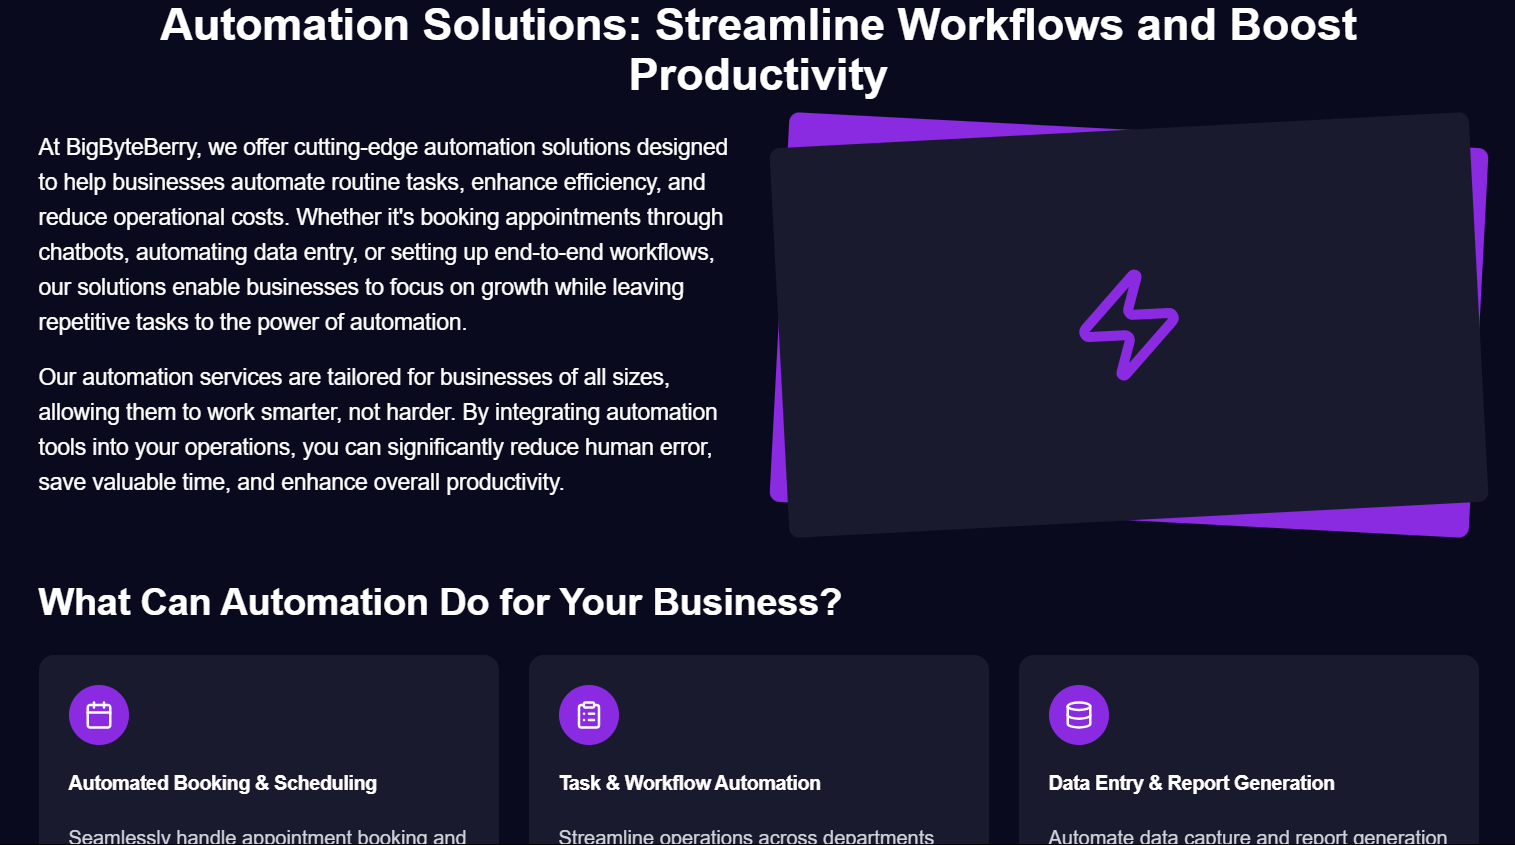 Automation Solutions: Streamline Workflows and Boost
Productivity
At BigByteBerry, we offer cutting-edge automation solutions designed
to help businesses automate routine tasks, enhance efficiency, and
reduce operational costs. Whether it's booking appointments through
chatbots, automating data entry, or setting up end-to-end workflows,
our solutions enable businesses to focus on growth while leaving
repetitive tasks to the power of automation.
Our automation services are tailored for businesses of all sizes,
allowing them to work smarter, not harder. By integrating automation
tools into your operations, you can significantly reduce human error,
save valuable time, and enhance overall productivity.
What Can Automation Do for Your Business?
Automated Booking & Scheduling
Seamlessly handle appointment booking and
Task & Workflow Automation
Streamline operations across departments
Data Entry & Report Generation
Automate data capture and report generation